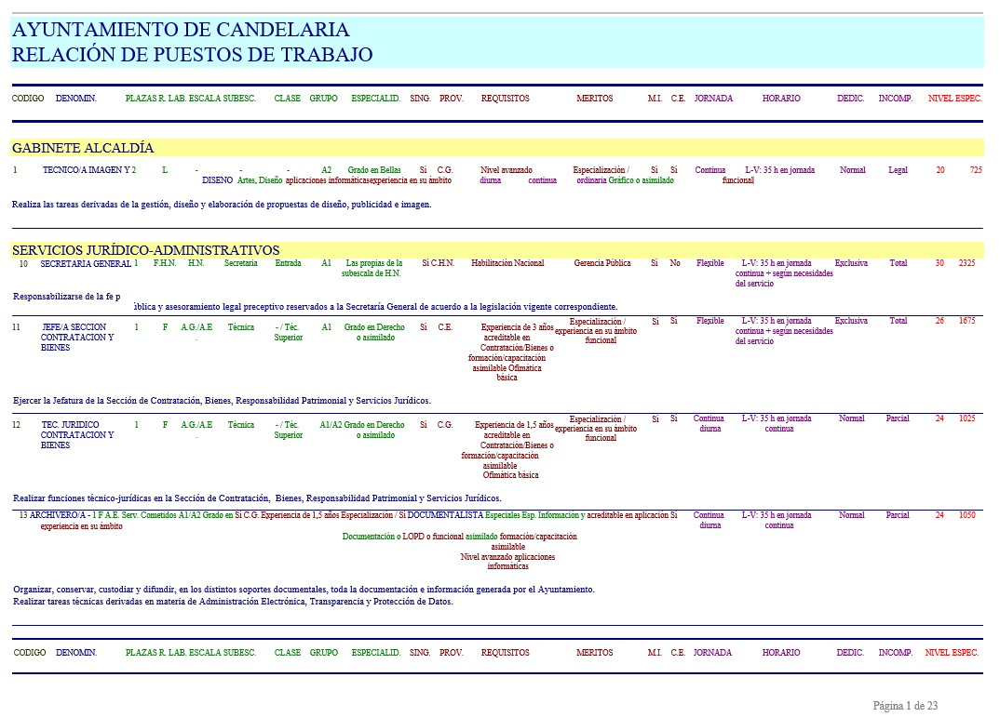 AYUNTAMIENTO DE CANDELARIA
RELACIÓN DE PUESTOS DE TRABAJO
CODIGO DENOMIN. PLAZAS R. LAB. ESCALA SUBESC. CLASE GRUPO ESPECIALID. SING. PROV. REQUISITOS MERITOS M.I. C.E. JORNADA HORARIO DEDIC. INCOMP. NIVEL ESPEC.
GABINETE ALCALDÍA
1 TECNICO/A IMAGEN Y 2 L - - - A2 Grado en Bellas Si C.G. Nivel avanzado Especialización / Si Si Continua L-V: 35 h en jornada Normal Legal 20 725
DISEÑO Artes, Diseño aplicaciones informáticasexperiencia en su ámbito diurna continua ordinaria Gráfico o asimilado funcional
Realiza las tareas derivadas de la gestión, diseño y elaboración de propuestas de diseño, publicidad e imagen.
SERVICIOS JURÍDICO-ADMINISTRATIVOS
10 SECRETARIA GENERAL 1 F.H.N. H.N. Secretaria Entrada A1 Las propias de la Si C.H.N. Habilitación Nacional Gerencia Pública Si No Flexible L-V: 35 h en jornada Exclusiva Total 30 2325
subescala de H.N. continua + según necesidades
del servicio
Responsabilizarse de la fe p
ública y asesoramiento legal preceptivo reservados a la Secretaría General de acuerdo a la legislación vigente correspondiente.
11 JEFE/A SECCION 1 F A.G./A.E Técnica - / Téc. A1 Grado en Derecho Si C.E. Experiencia de 3 años Especialización / Si Si Flexible L-V: 35 h en jornada Exclusiva Total 26 1675
CONTRATACION Y . Superior o asimilado acreditable en experiencia en su ámbito continua + según necesidades
BIENES Contratación/Bienes o funcional del servicio
formación/capacitación
asimilable Ofimática
básica
Ejercer la Jefatura de la Sección de Contratación, Bienes, Responsabilidad Patrimonial y Servicios Jurídicos.
12 TEC. JURIDICO 1 F A.G./A.E Técnica - / Téc. A1/A2 Grado en Derecho Si C.G. Experiencia de 1,5 años Especialización / Si Si Continua L-V: 35 h en jornada Normal Parcial 24 1025
CONTRATACION Y . Superior o asimilado acreditable en experiencia en su ámbito diurna continua
BIENES Contratación/Bienes o funcional
formación/capacitación
asimilable
Ofimática básica
Realizar funciones técnico-jurídicas en la Sección de Contratación, Bienes, Responsabilidad Patrimonial y Servicios Jurídicos.
13 ARCHIVERO/A - 1 F A.E. Serv. Cometidos A1/A2 Grado en Si C.G. Experiencia de 1,5 años Especialización / Si DOCUMENTALISTA Especiales Esp. Información y acreditable en aplicación Si Continua L-V: 35 h en jornada Normal Parcial 24 1050
experiencia en su ámbito diurna continua
Documentación o LOPD o funcional asimilado formación/capacitación
asimilable
Nivel avanzado aplicaciones
informáticas
Organizar, conservar, custodiar y difundir, en los distintos soportes documentales, toda la documentación e información generada por el Ayuntamiento.
Realizar tareas técnicas derivadas en materia de Administración Electrónica, Transparencia y Protección de Datos.
CODIGO DENOMIN. PLAZAS R. LAB. ESCALA SUBESC. CLASE GRUPO ESPECIALID. SING. PROV. REQUISITOS MERITOS M.I. C.E. JORNADA HORARIO DEDIC. INCOMP. NIVEL ESPEC.
Página 1 de 23